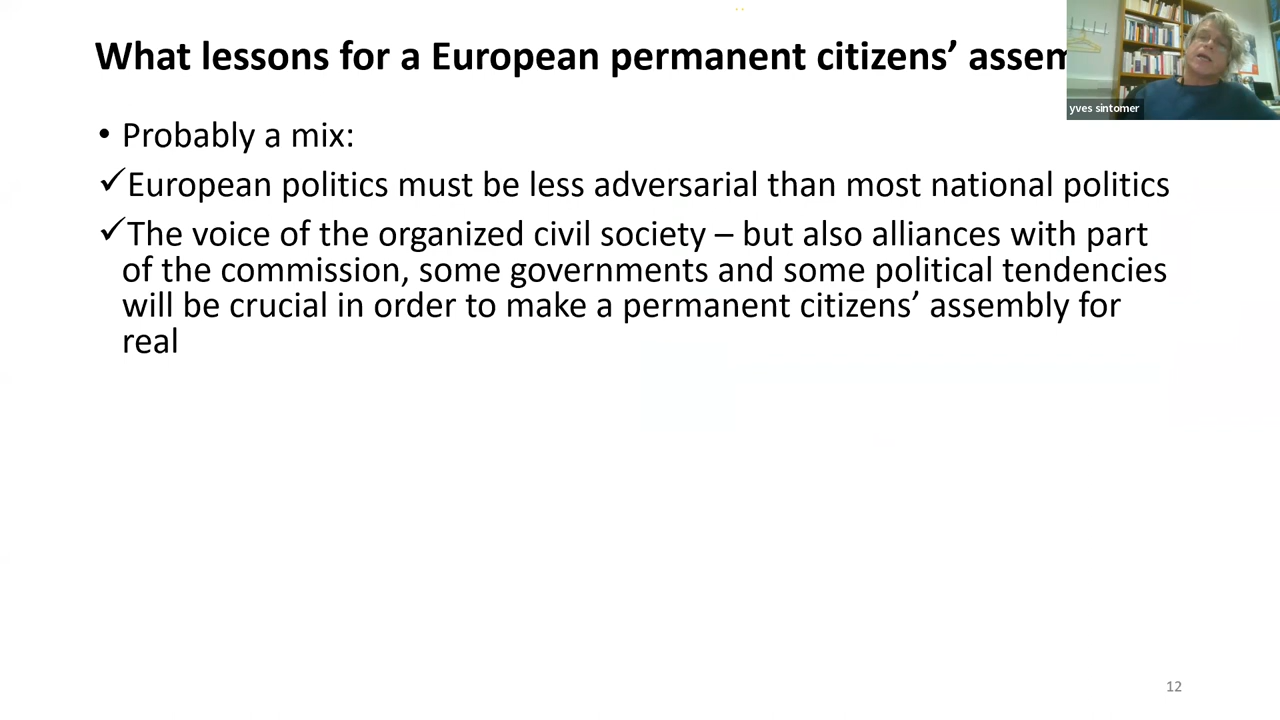 What lessons for a European permanent citizens’ assem
yves sintomer
• Probably a mix:
✓European politics must be less adversarial than most national politics
✓The voice of the organized civil society – but also alliances with part
of the commission, some governments and some political tendencies
will be crucial in order to make a permanent citizens’ assembly for
real
12